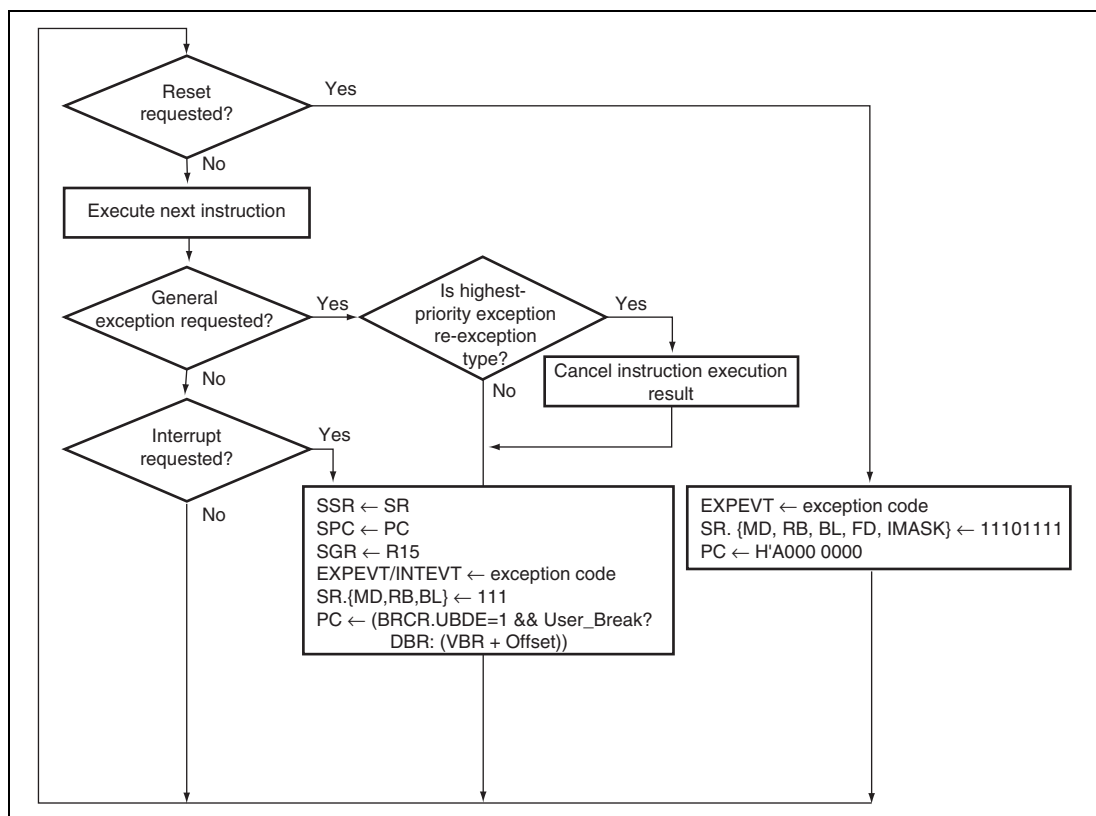 Reset
requested?
Yes
No
Execute next instruction
General
exception requested?
Yes
Is highest-
priority exception
re-exception
type?
Yes
No
Cancel instruction execution
result
No
Interrupt
requested?
Yes
No
SSR ← SR
SPC ← PC
SGR ← R15
EXPEVT/INTEVT ← exception code
SR.{MD,RB,BL} ← 111
PC ← (BRCR.UBDE=1 && User_Break?
DBR: (VBR + Offset))
EXPEVT ← exception code
SR. {MD, RB, BL, FD, IMASK} ← 11101111
PC ← H'A000 0000